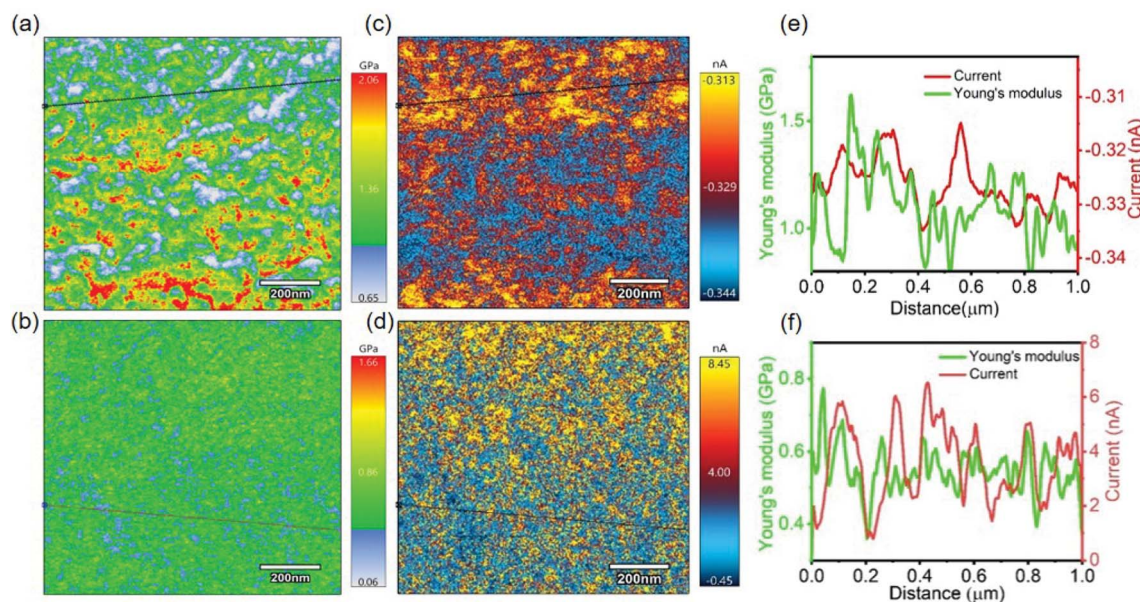 (a)
GPa
2.06
1.36
0.65
200nm
(c)
nA
-0.313
-0.329
-0.344
200nm
(e)
Current
Young's modulus
Young's modulus (GPa)
1.5
1.0
Current (nA)
-0.31
-0.32
-0.33
-0.34
0.0 0.2 0.4 0.6 0.8 1.0
Distance(μm)
(b)
GPa
1.66
0.86
0.06
200nm
(d)
nA
8.45
4.00
-0.45
200nm
(f)
Young's modulus
Current
Young's modulus (GPa)
0.8
0.6
0.4
Current (nA)
8
6
4
2
0
0.0 0.2 0.4 0.6 0.8 1.0
Distance (μm)